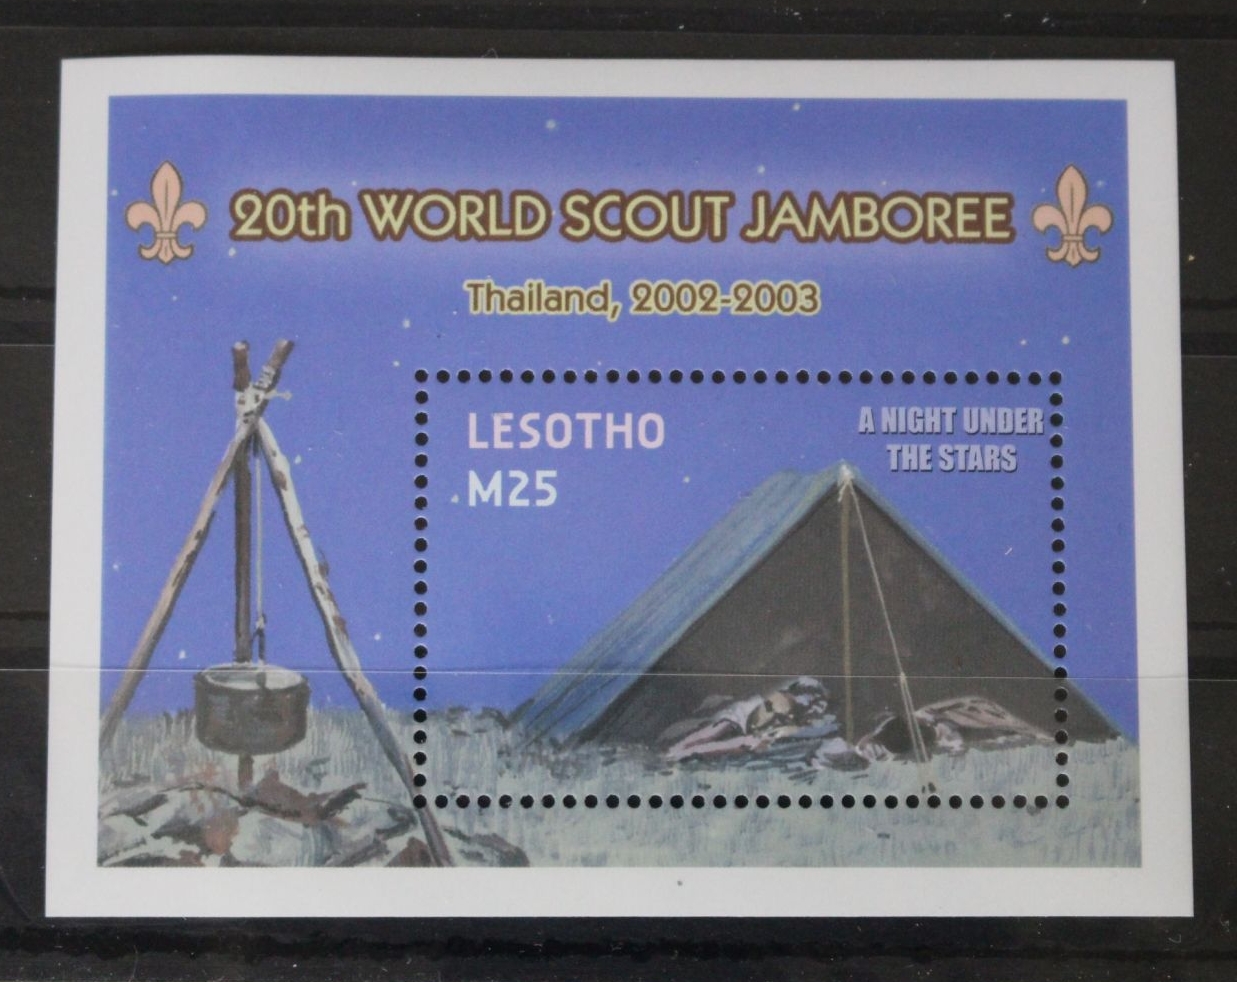 20th WORLD SCOUT JAMBOREE
Thailand, 2002-2003
LESOTHO
M25
A NIGHT UNDER
THE STARS